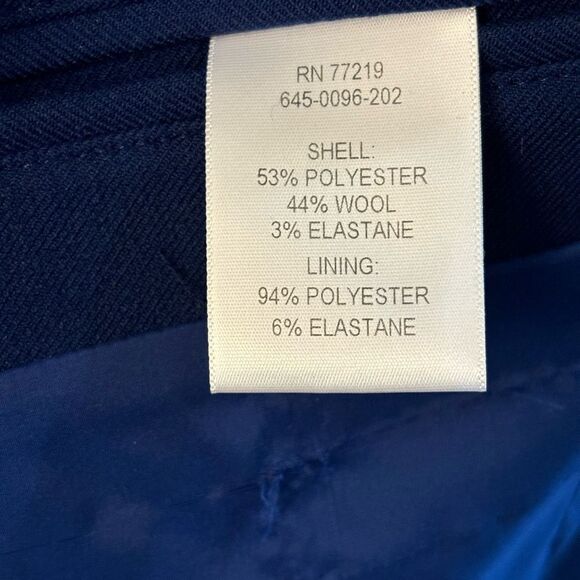 RN 77219
645-0096-202
SHELL:
53% POLYESTER
44% WOOL
3% ELASTANE
LINING:
94% POLYESTER
6% ELASTANE